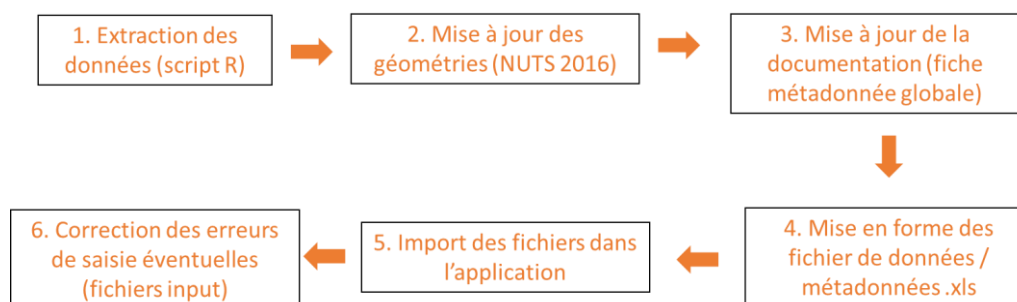 1. Extraction des
données (script R)
2. Mise à jour des
géométries (NUTS 2016)
3. Mise à jour de la
documentation (fiche
métadonnée globale)
4. Mise en forme des
fichier de données /
métadonnées .xls
5. Import des fichiers dans
l'application
6. Correction des erreurs
de saisie éventuelles
(fichiers input)